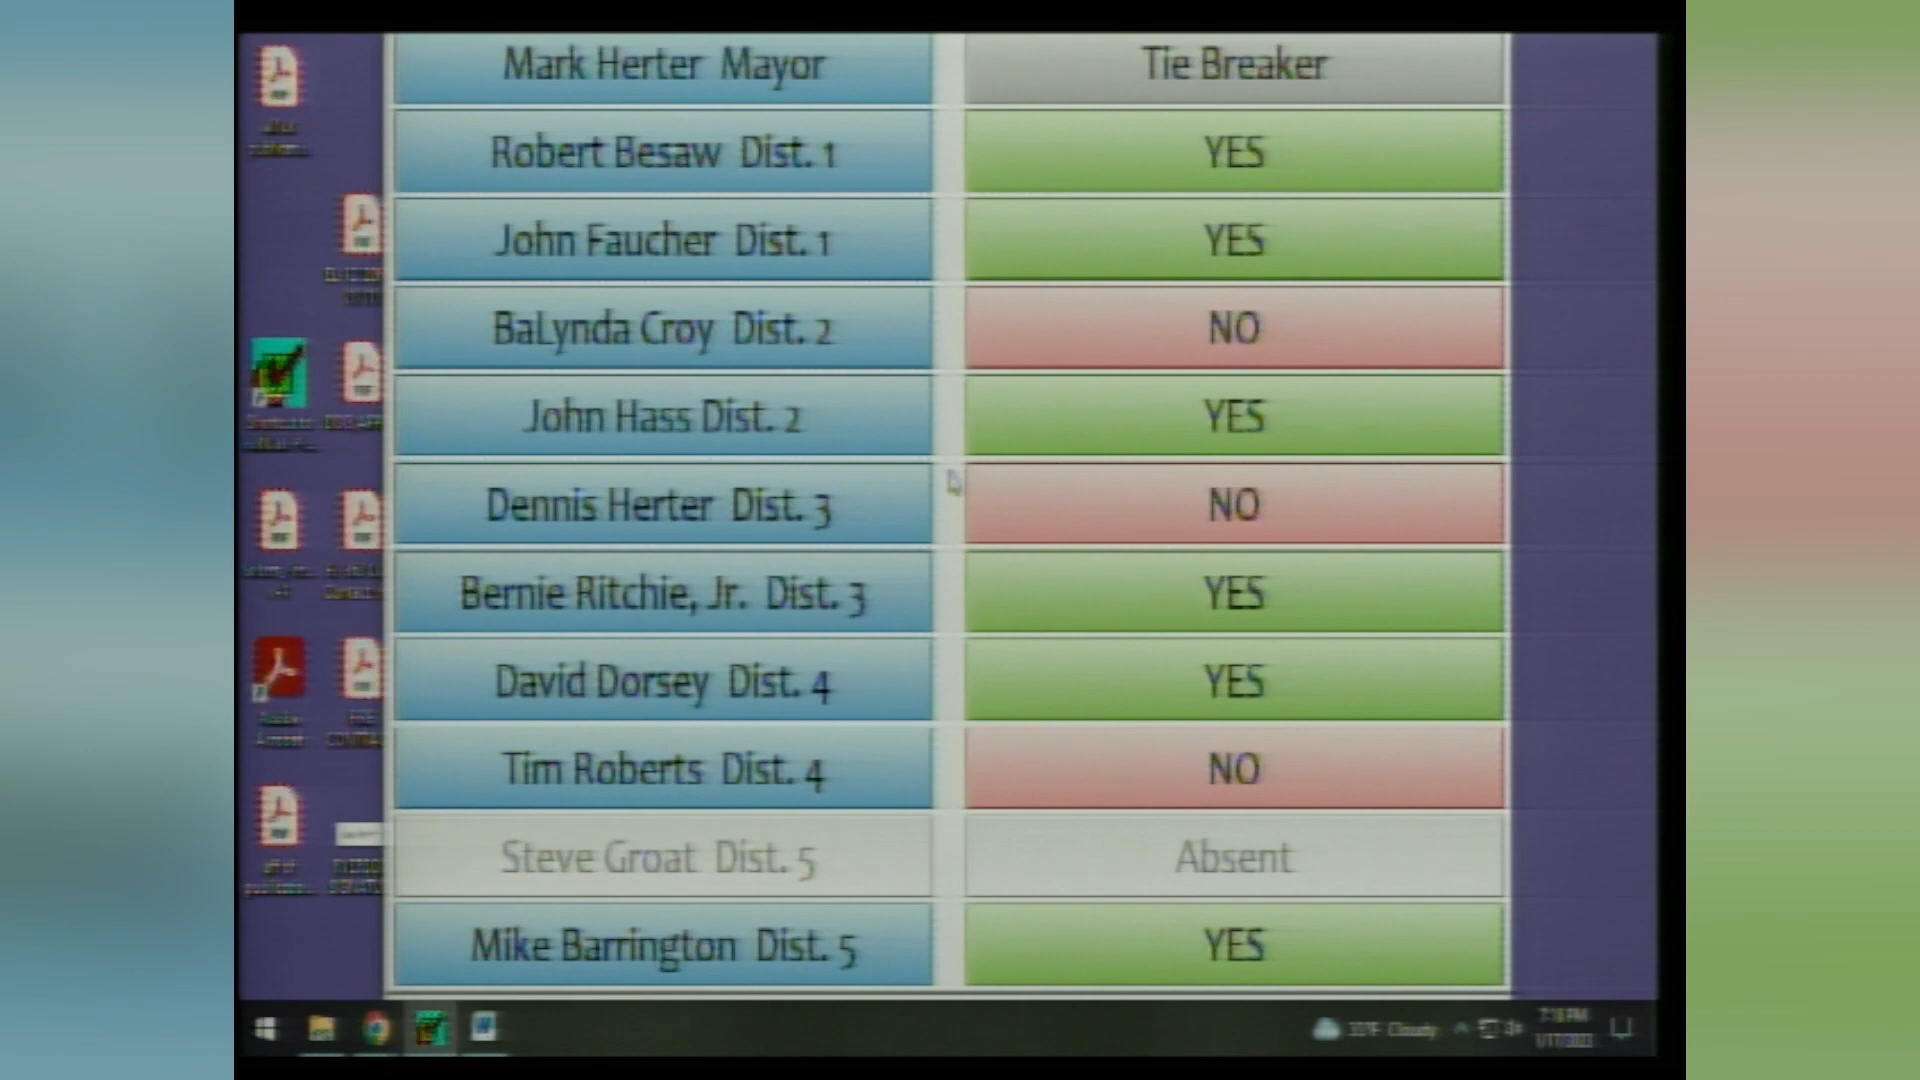 Mark Herter Mayor
Tie Breaker
Robert Besaw Dist. 1
YES
John Faucher Dist. 1
YES
BaLynda Croy Dist. 2
NO
John Hass Dist. 2
YES
Dennis Herter Dist. 3
NO
Bernie Ritchie, Jr. Dist. 3
YES
David Dorsey Dist. 4
YES
Tim Roberts Dist. 4
NO
Steve Groat Dist. 5
Absent
Mike Barrington Dist. 5
YES
Cloudy